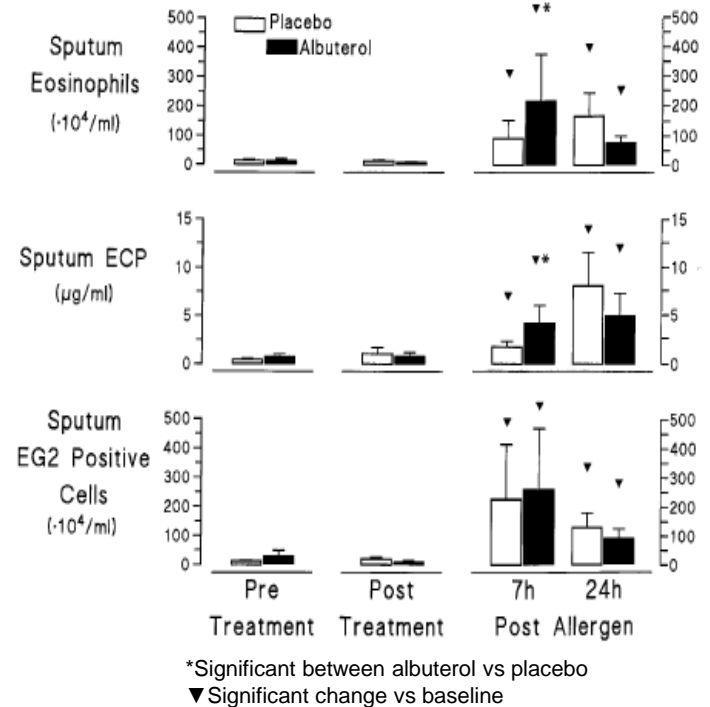 Placebo
Albuterol
Sputum
Eosinophils
(·10⁴/ml)
500
400
300
200
100
0
500
400
300
200
100
0
▼*
▼
▼
▼
Sputum ECP
(µg/ml)
15
10
5
0
15
10
5
0
▼
▼*
▼
▼
Sputum
EG2 Positive
Cells
(·10⁴/ml)
500
400
300
200
100
0
500
400
300
200
100
0
▼
▼
▼
▼
Pre Post 7h 24h
Treatment Treatment Post Allergen
*Significant between albuterol vs placebo
▼Significant change vs baseline